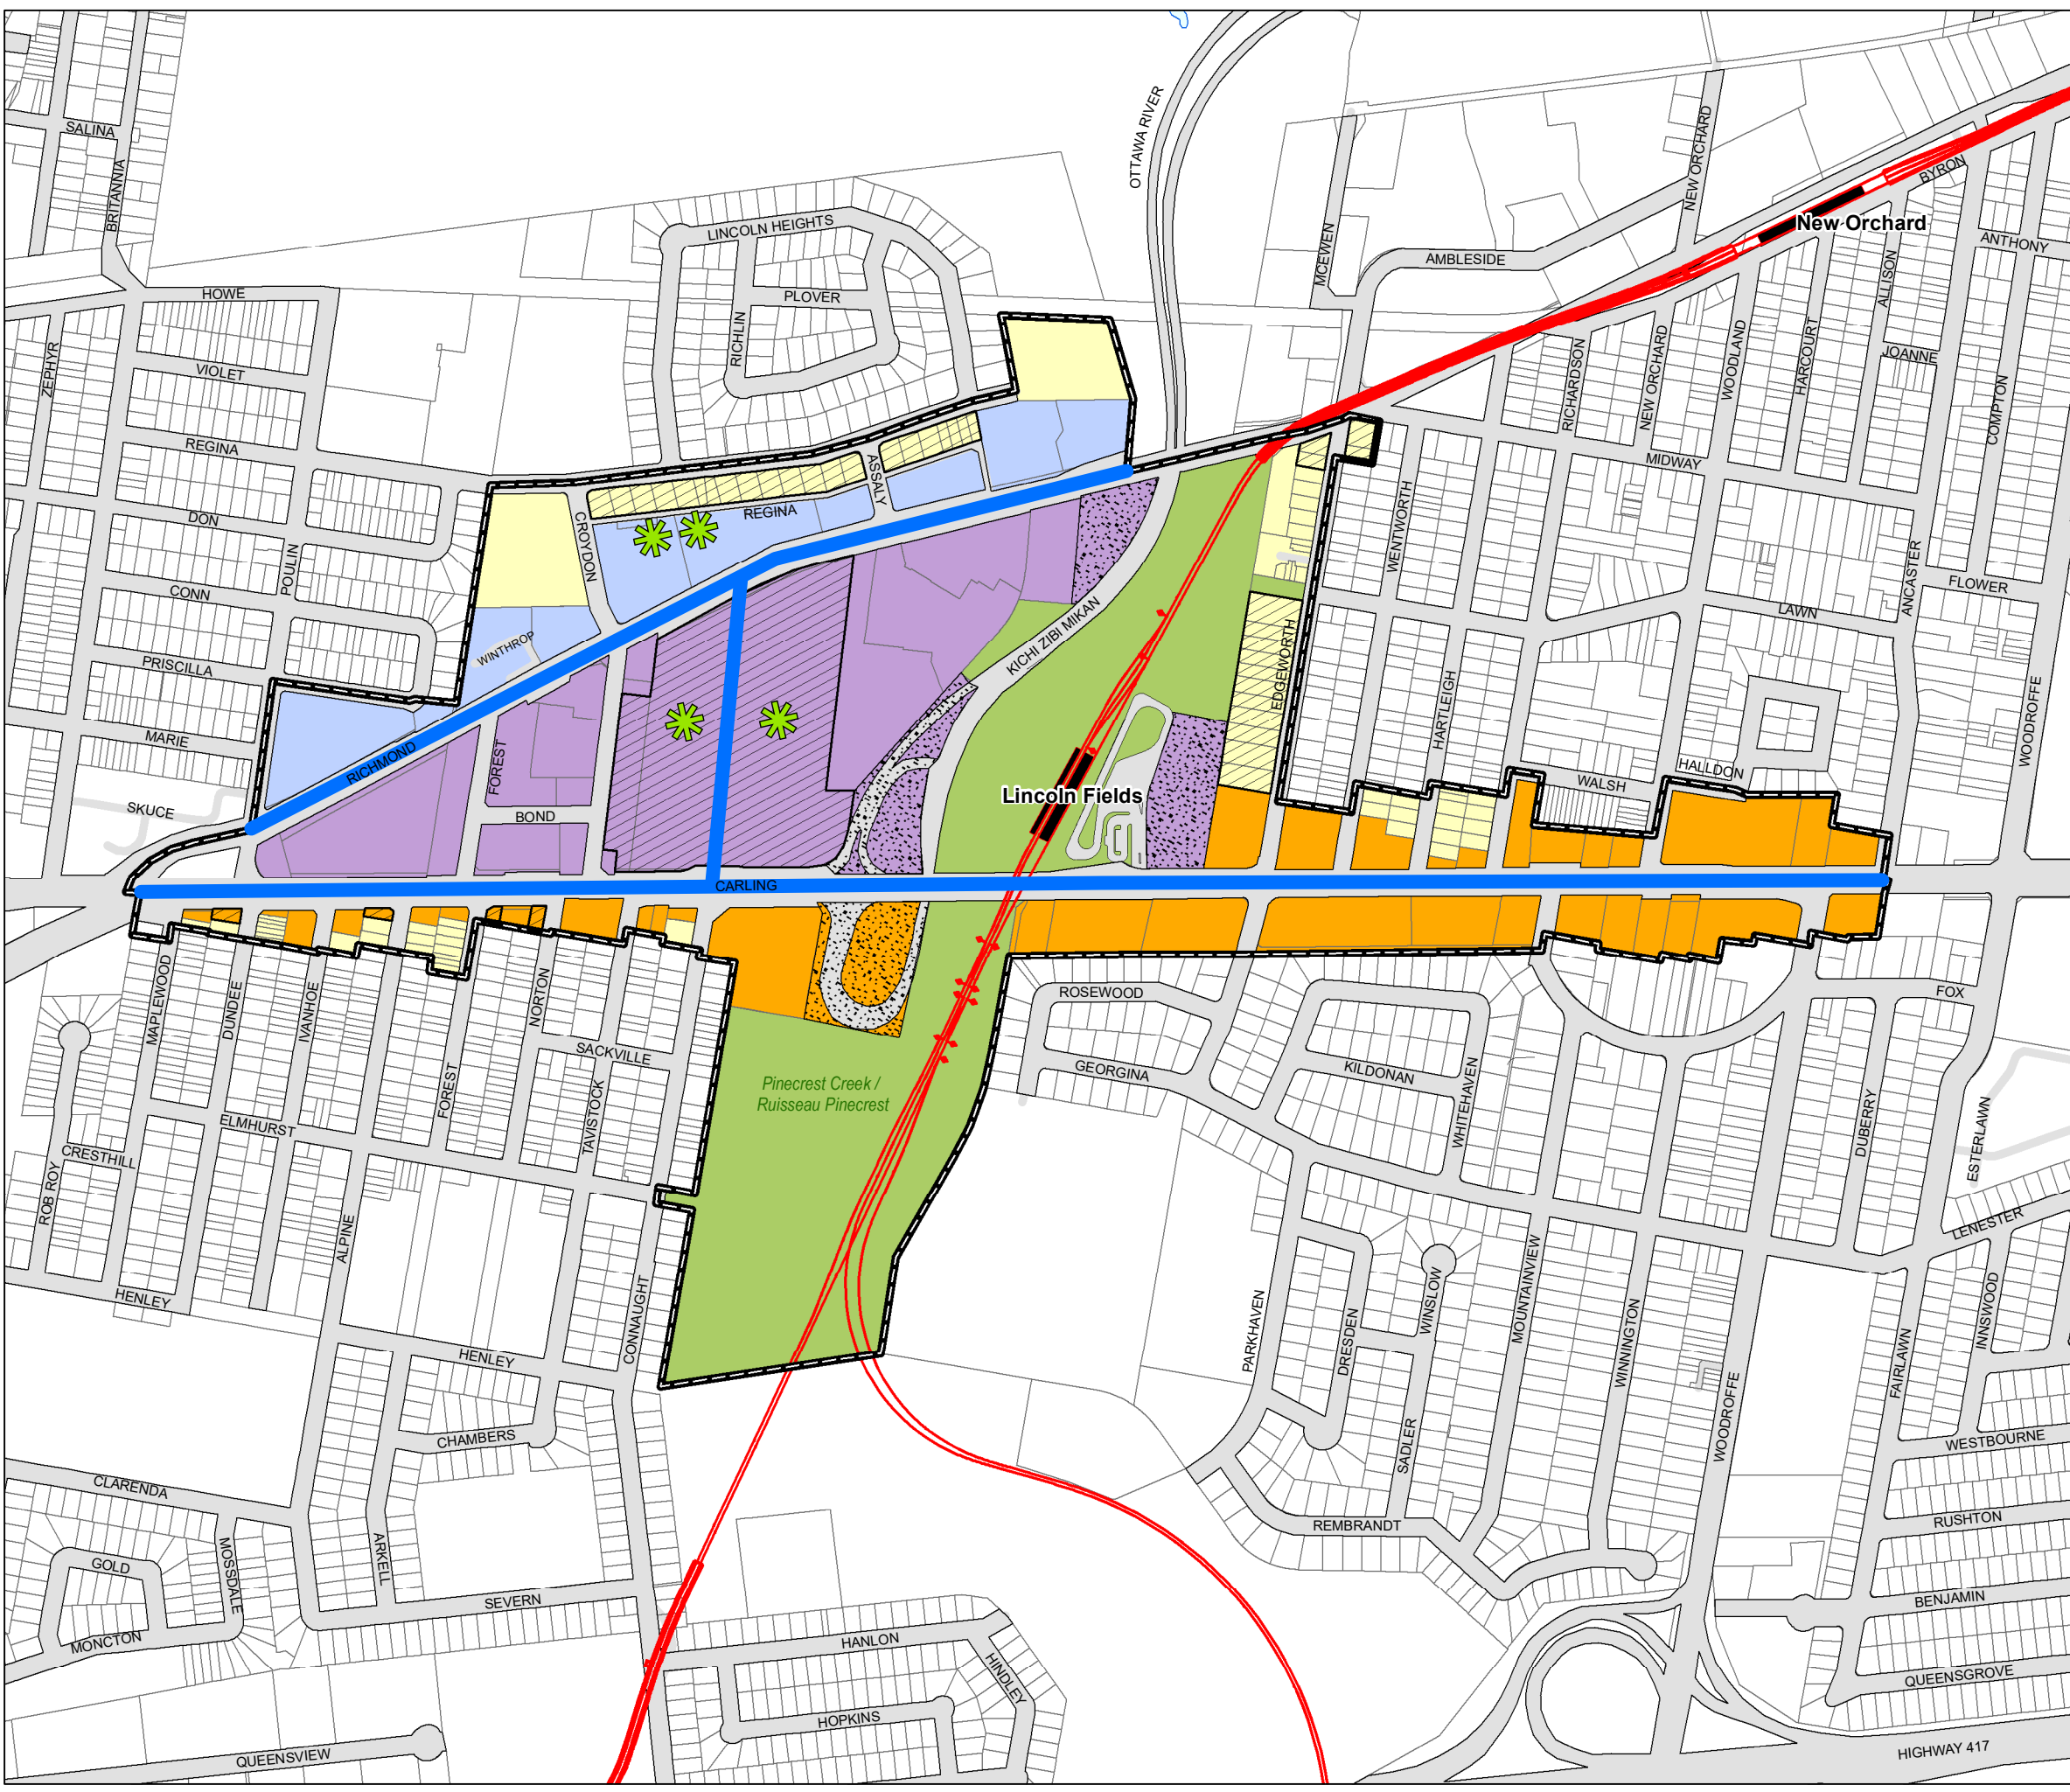 OTTAWA RIVER
SALINA
BRITANNIA
NEW ORCHARD
BYRON
LINCOLN HEIGHTS
New Orchard
MCEWEN
AMBLESIDE
ANTHONY
ALLISON
HOWE
PLOVER
RICHLIN
ZEPHYR
VIOLET
RICHARDSON
NEW ORCHARD
WOODLAND
HARCOURT
JOANNE
COMPTON
REGINA
ASSALY
MIDWAY
DON
CROYDON
REGINA
WENTWORTH
POULIN
CONN
ANCASTER
FLOWER
LAWN
WINTHROP
KICHI ZIBI MIKAN
EDGEWORTH
PRISCILLA
HARTLEIGH
WOODROFFE
MARIE
RICHMOND
FOREST
SKUCE
BOND
Lincoln Fields
WALSH
HALLDON
CARLING
MAPLEWOOD
DUNDEE
IVANHOE
NORTON
ROSEWOOD
FOX
SACKVILLE
FOREST
TAVISTOCK
GEORGINA
KILDONAN
WHITEHAVEN
Pinecrest Creek /
Ruisseau Pinecrest
ELMHURST
DUBERRY
ESTERLAWN
CRESTHILL
ROB ROY
ALPINE
LENESTER
HENLEY
CONNAUGHT
PARKHAVEN
DRESDEN
WINSLOW
MOUNTAINVIEW
WINNINGTON
FAIRLAWN
INNSWOOD
HENLEY
CHAMBERS
SADLER
WOODROFFE
WESTBOURNE
CLARENDA
REMBRANDT
RUSHTON
GOLD
MOSSDALE
ARKELL
SEVERN
BENJAMIN
MONCTON
HANLON
HINDLEY
QUEENSGROVE
HOPKINS
QUEENSVIEW
HIGHWAY 417